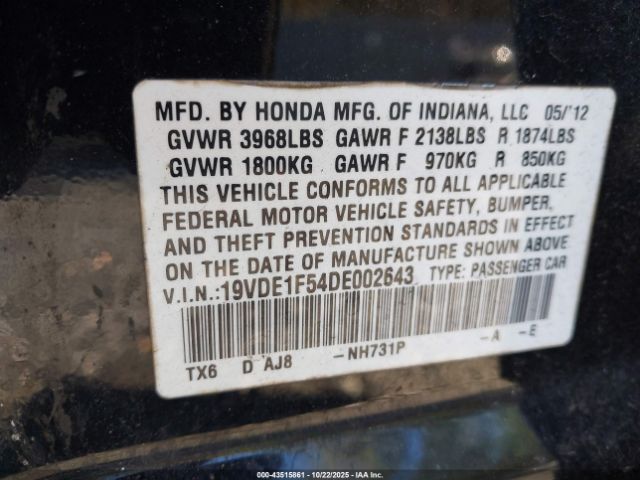 MFD. BY HONDA MFG. OF INDIANA, LLC 05/'12
GVWR 3968LBS GAWR F 2138LBS R 1874LBS
GVWR 1800KG GAWR F 970KG R 850KG
THIS VEHICLE CONFORMS TO ALL APPLICABLE
FEDERAL MOTOR VEHICLE SAFETY, BUMPER,
AND THEFT PREVENTION STANDARDS IN EFFECT
ON THE DATE OF MANUFACTURE SHOWN ABOVE.
V.I.N.:19VDE1F54DE002643 TYPE: PASSENGER CAR
TX6 D AJ8 -NH731P -A -E
000-43515861 10/22/2025 - IAA Inc.